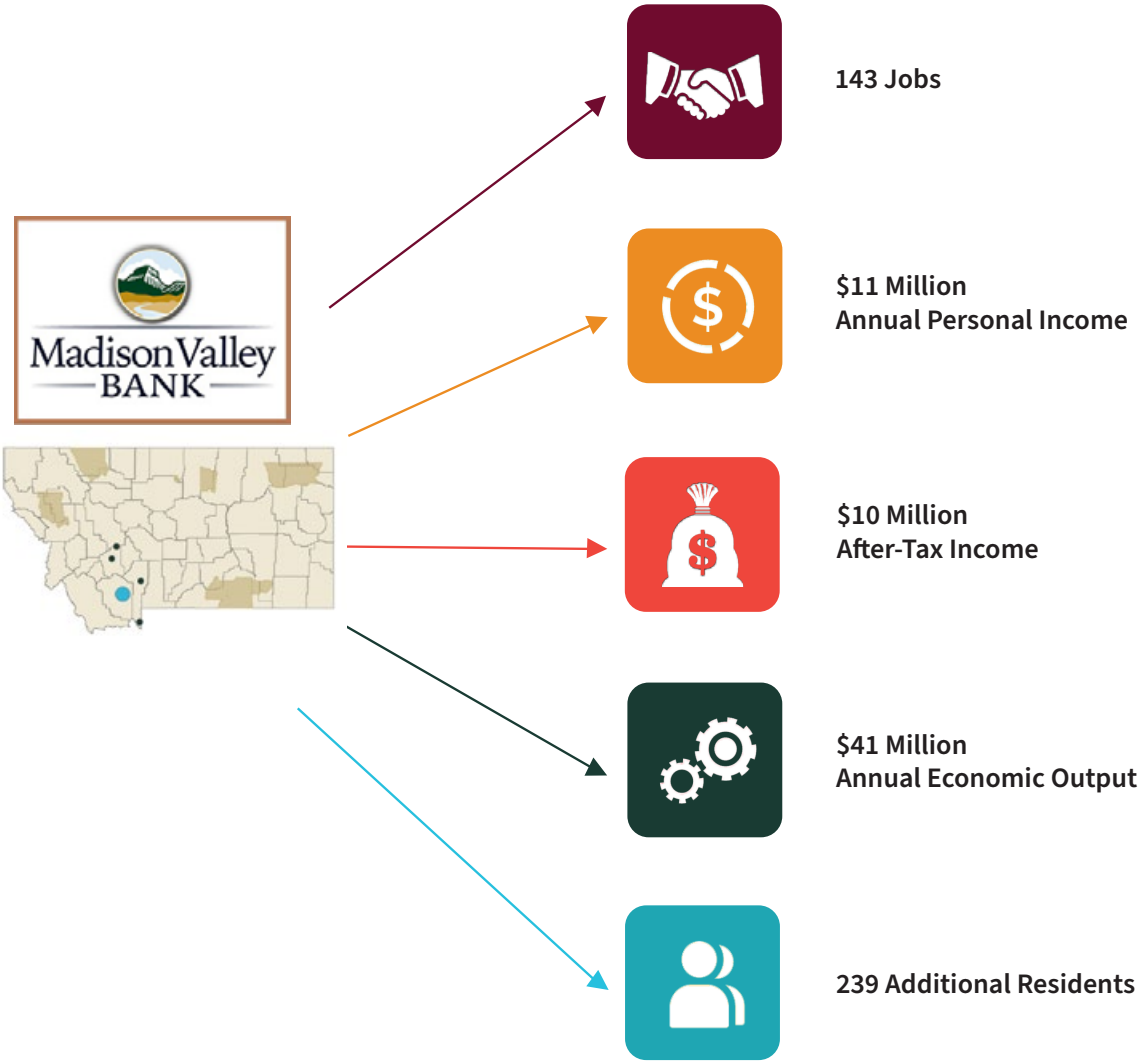 143 Jobs
$
$11 Million
Annual Personal Income
Madison Valley
BANK
$
$10 Million
After-Tax Income
$41 Million
Annual Economic Output
239 Additional Residents